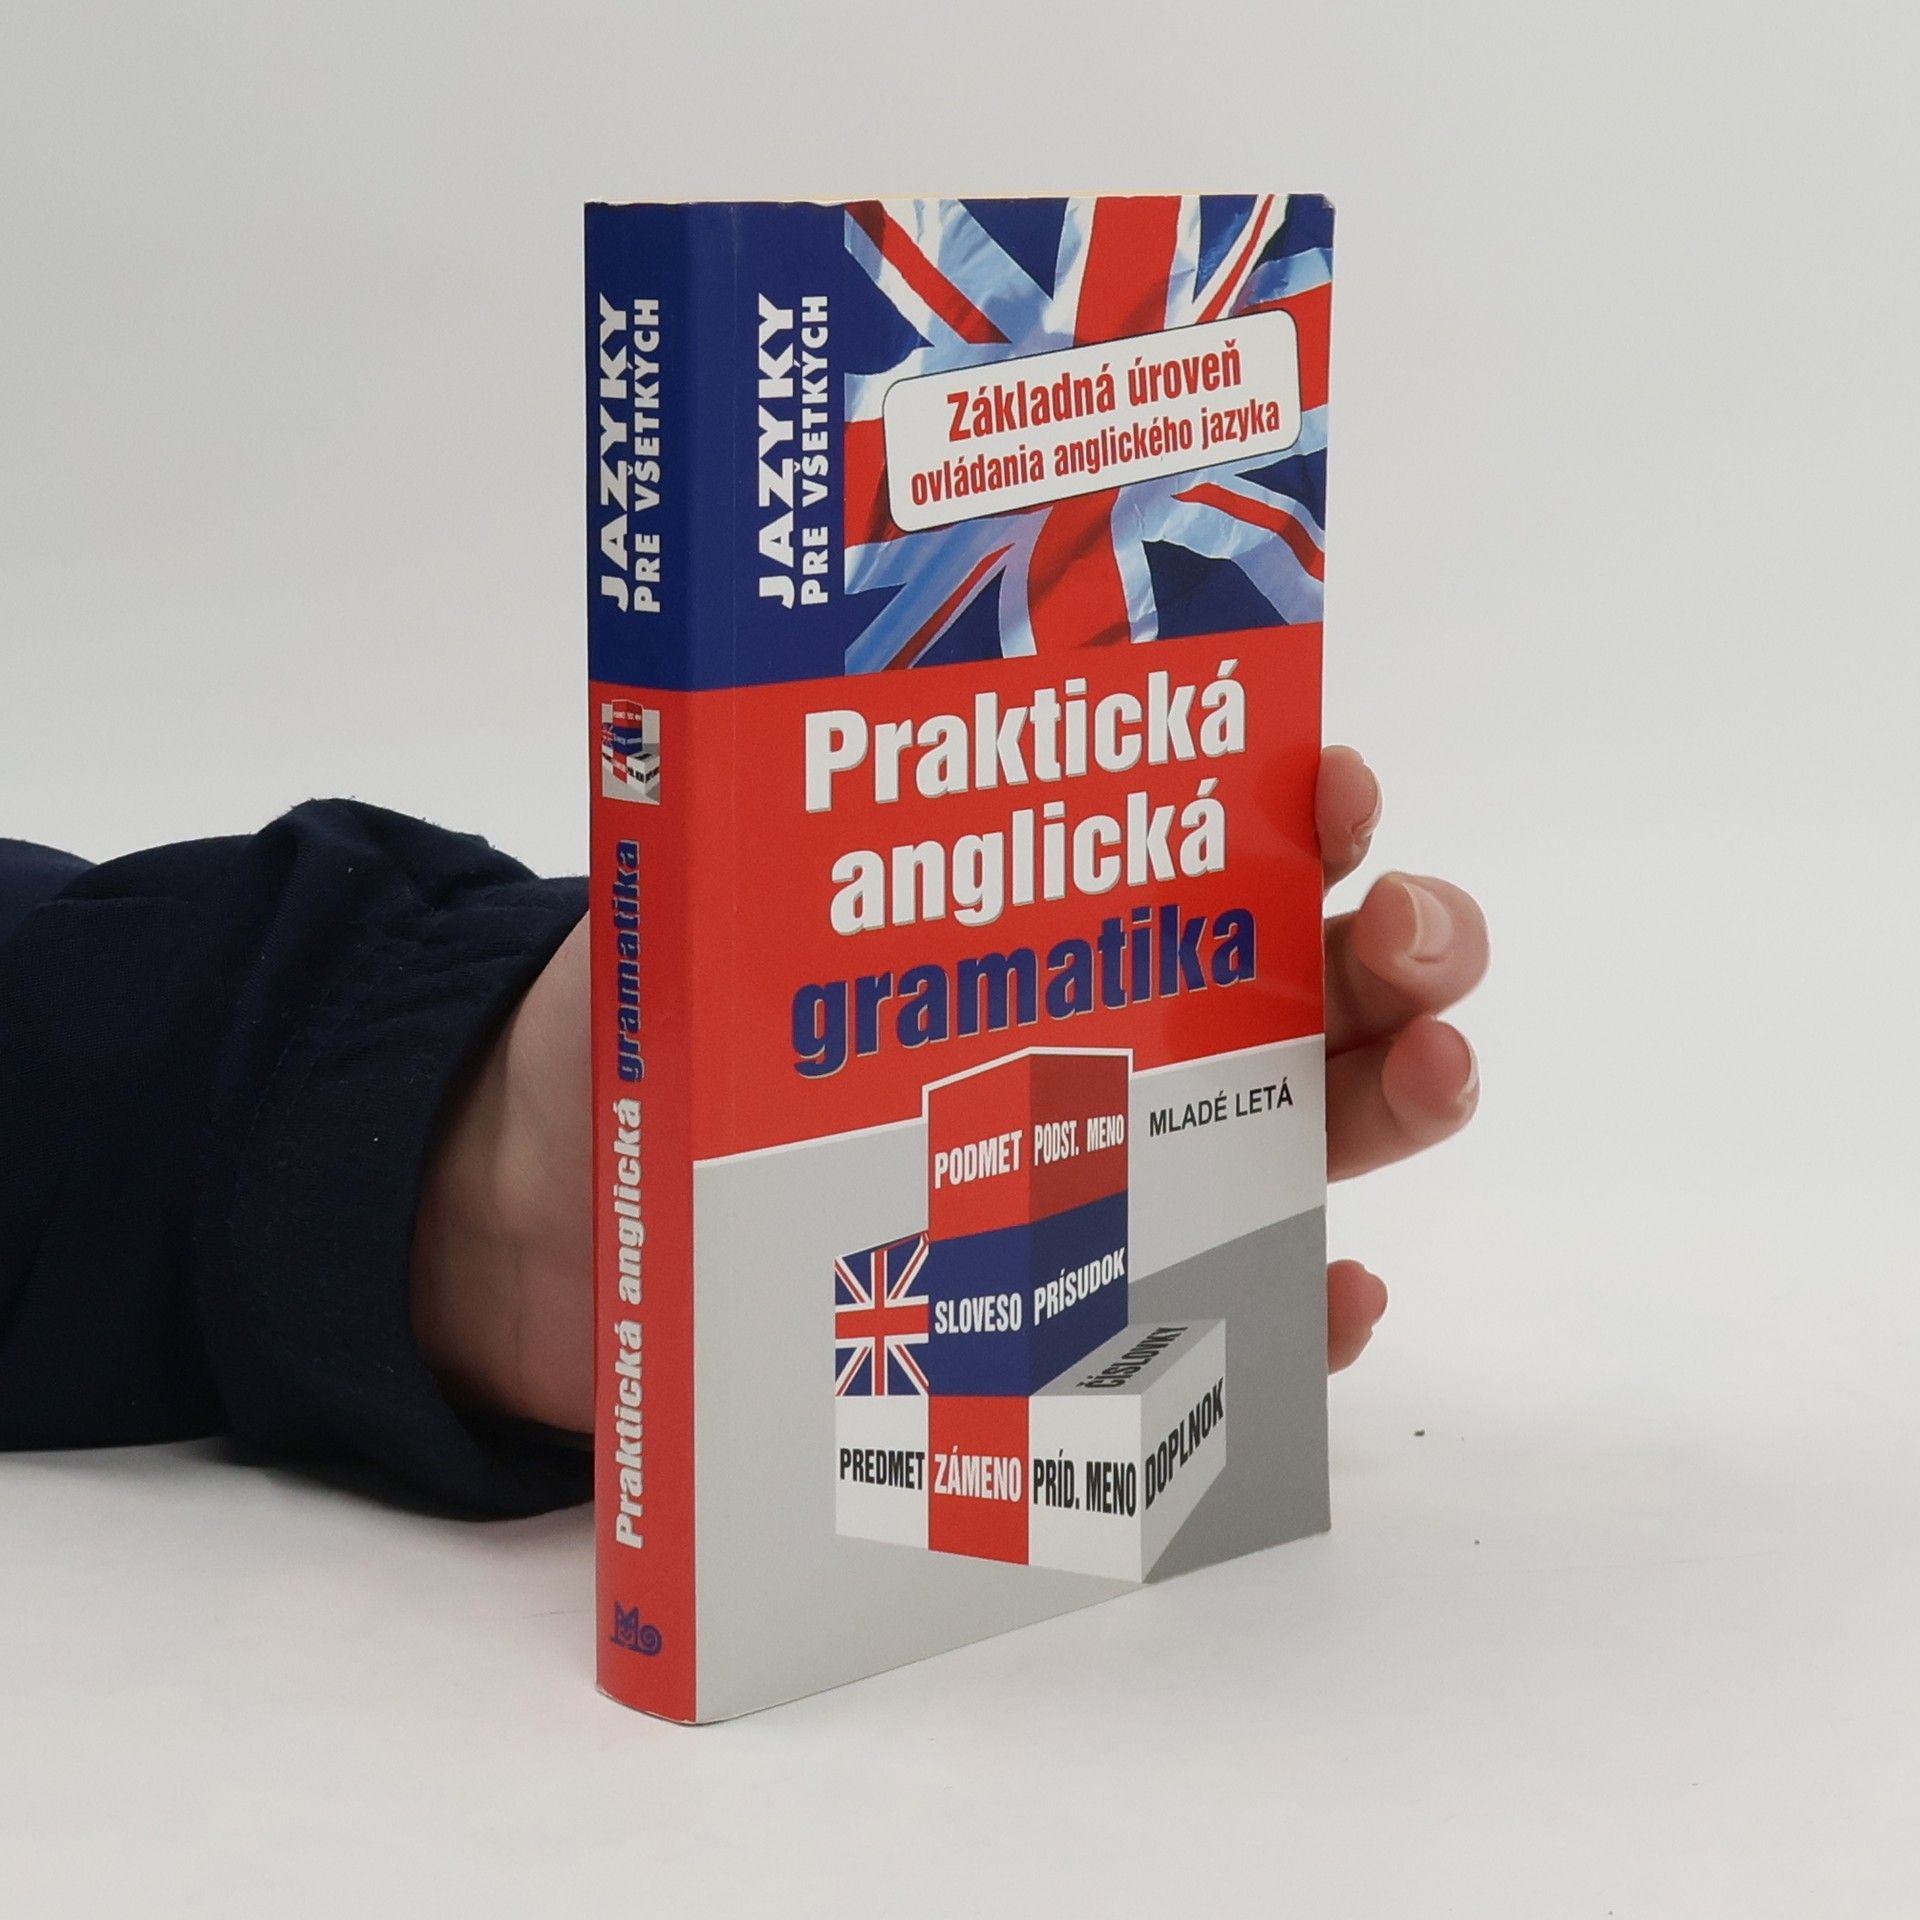 JAZYKY
PRE VŠETKÝCH
Praktická anglická gramatika
JAZYKY
PRE VŠETKÝCH
Základná úroveň
ovládania anglického jazyka
Praktická
anglická
gramatika
MLADÉ LETÁ
PODMET PODST. MENO
SLOVESO PRÍSUDOK
ČÍSLOVKY
PREDMET ZÁMENO PRÍD. MENO DOPLNOK